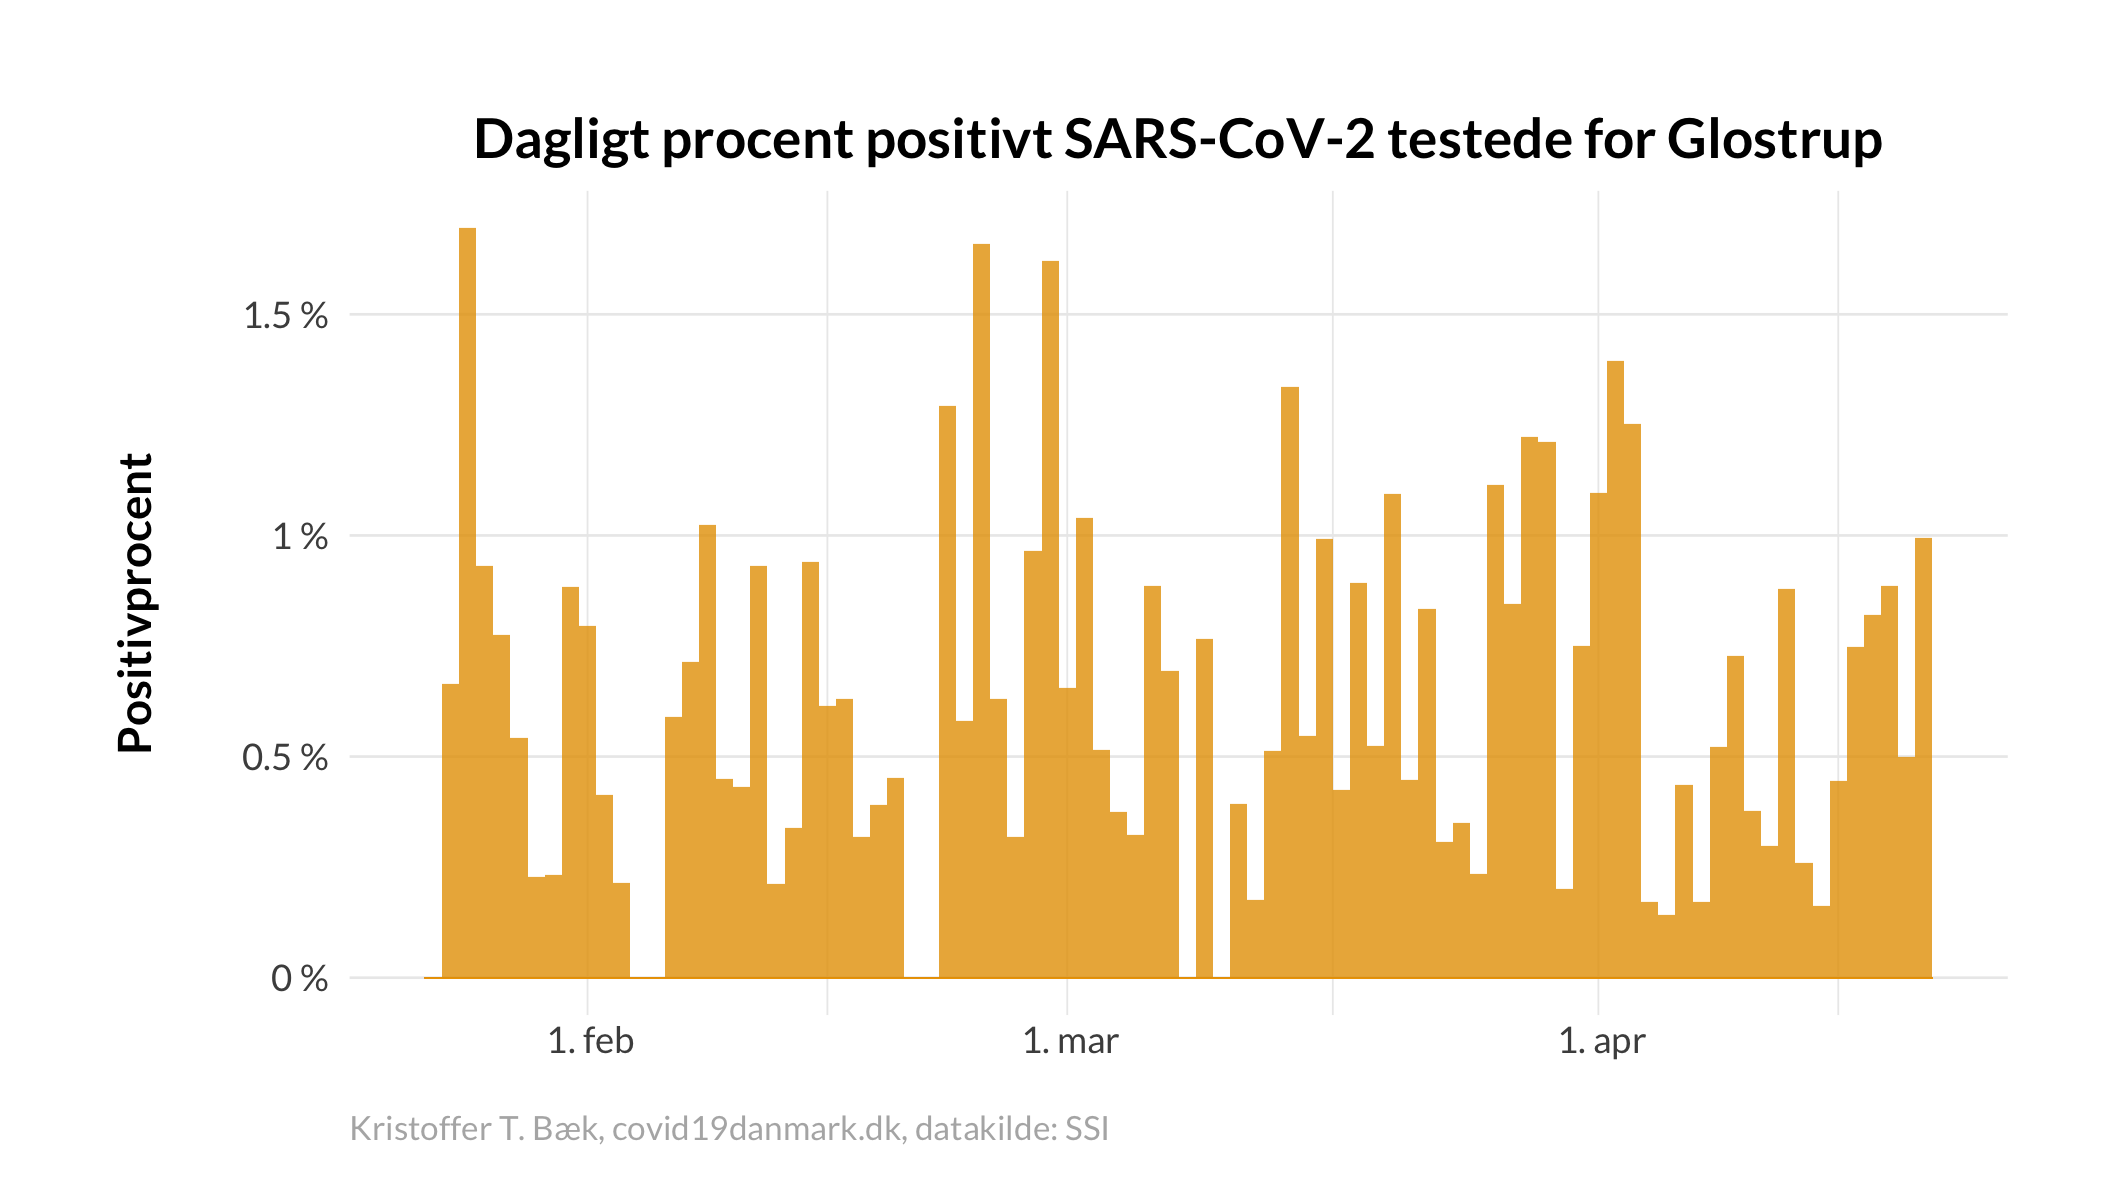 Dagligt procent positivt SARS-CoV-2 testede for Glostrup
Positivprocent
1.5 %
1 %
0.5 %
0 %
1. feb
1. mar
1. apr
Kristoffer T. Bæk, covid19danmark.dk, datakilde: SSI